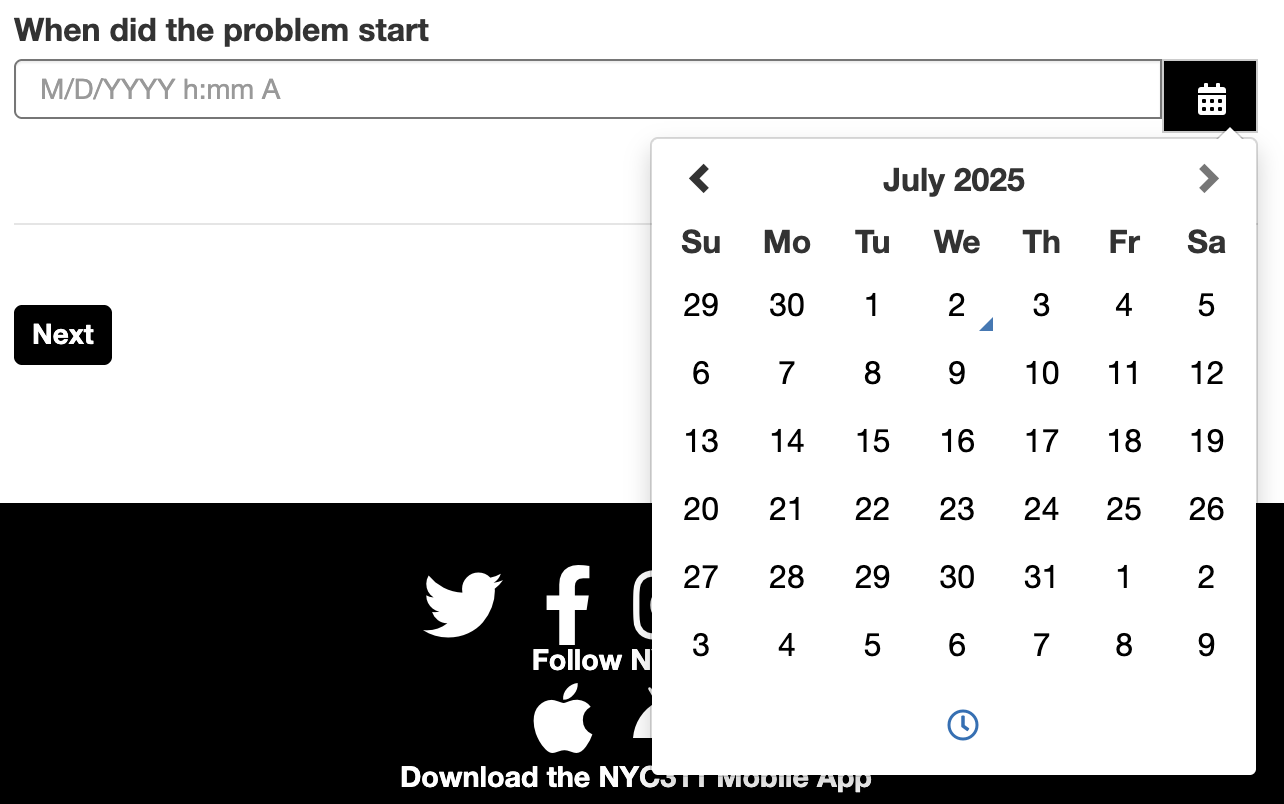 When did the problem start
M/D/YYYY h:mm A
July 2025
Su Mo Tu We Th Fr Sa
29 30 1 2 3 4 5
6 7 8 9 10 11 12
13 14 15 16 17 18 19
20 21 22 23 24 25 26
27 28 29 30 31 1 2
3 4 5 6 7 8 9
Next
Follow N
Download the NYC311 Mobile App